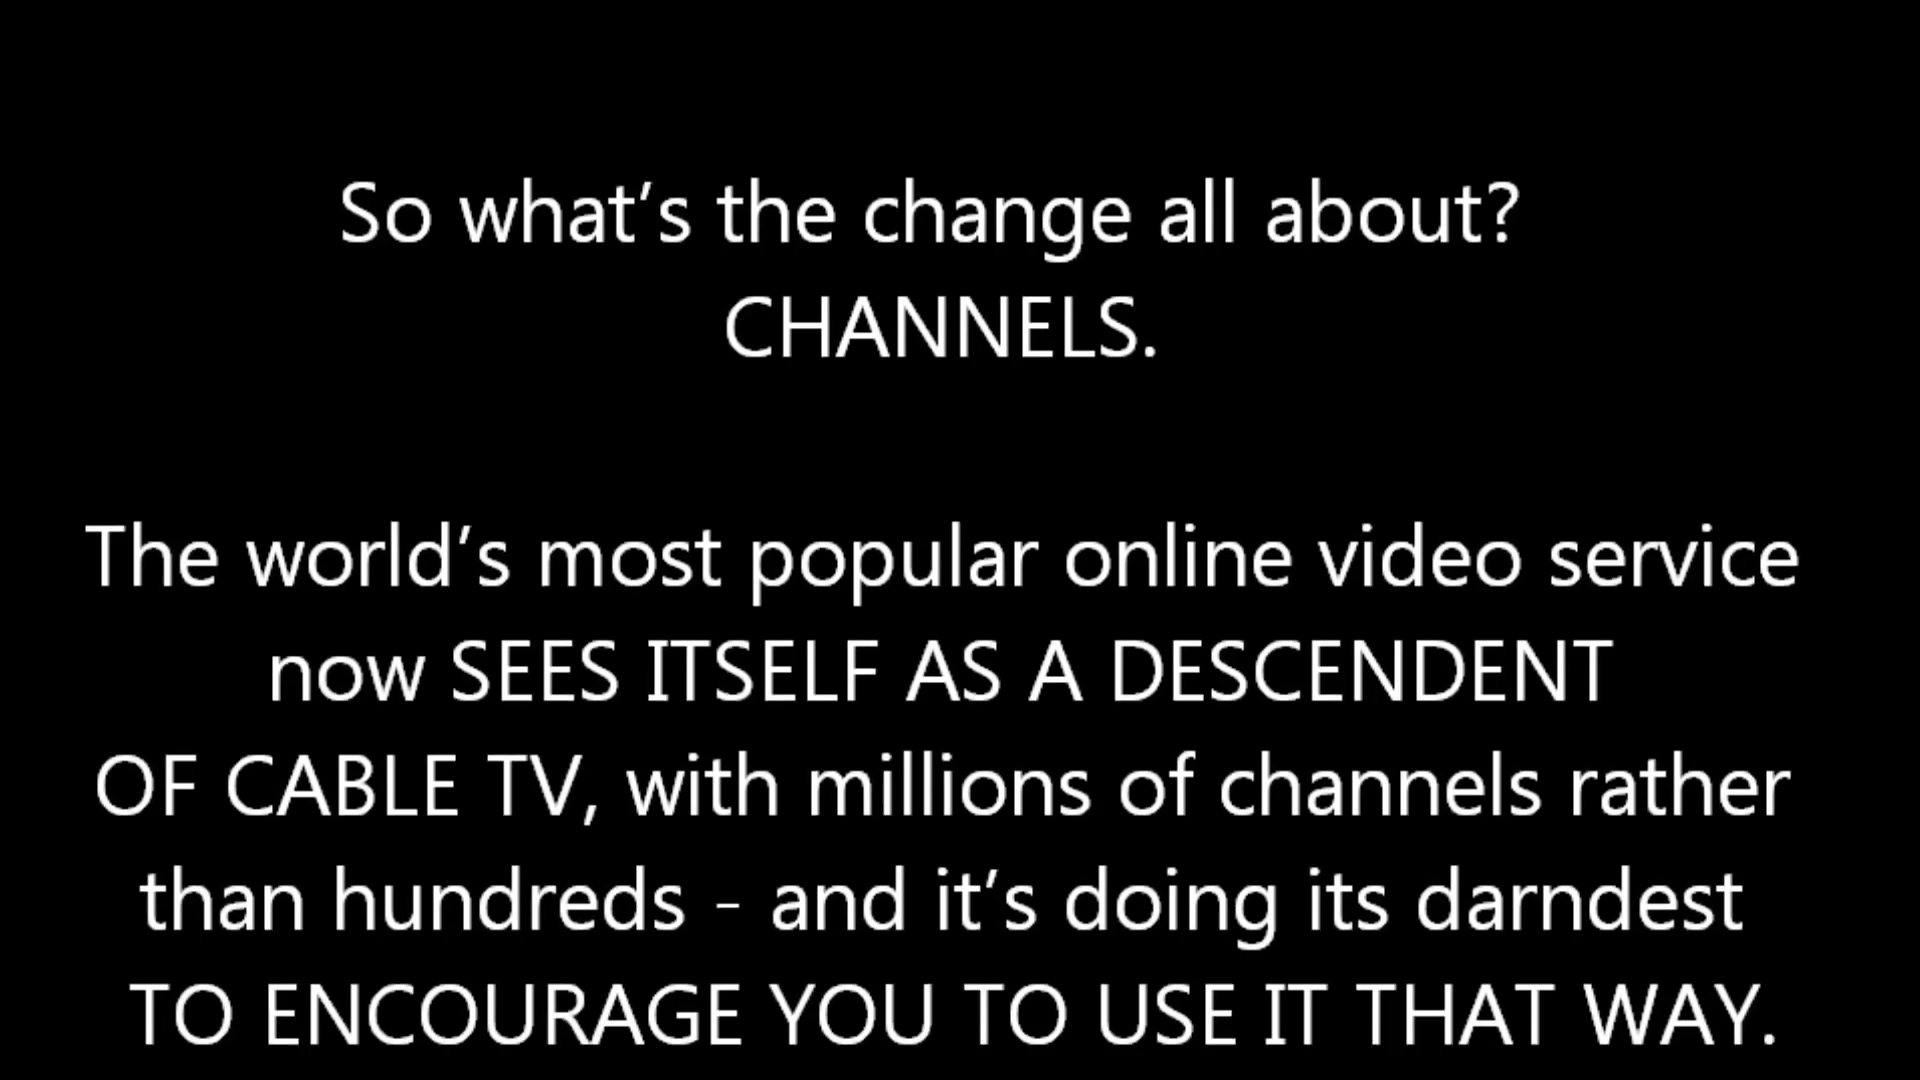 So what's the change all about?
CHANNELS.
The world's most popular online video service
now SEES ITSELF AS A DESCENDENT
OF CABLE TV, with millions of channels rather
than hundreds - and it's doing its darndest
TO ENCOURAGE YOU TO USE IT THAT WAY.